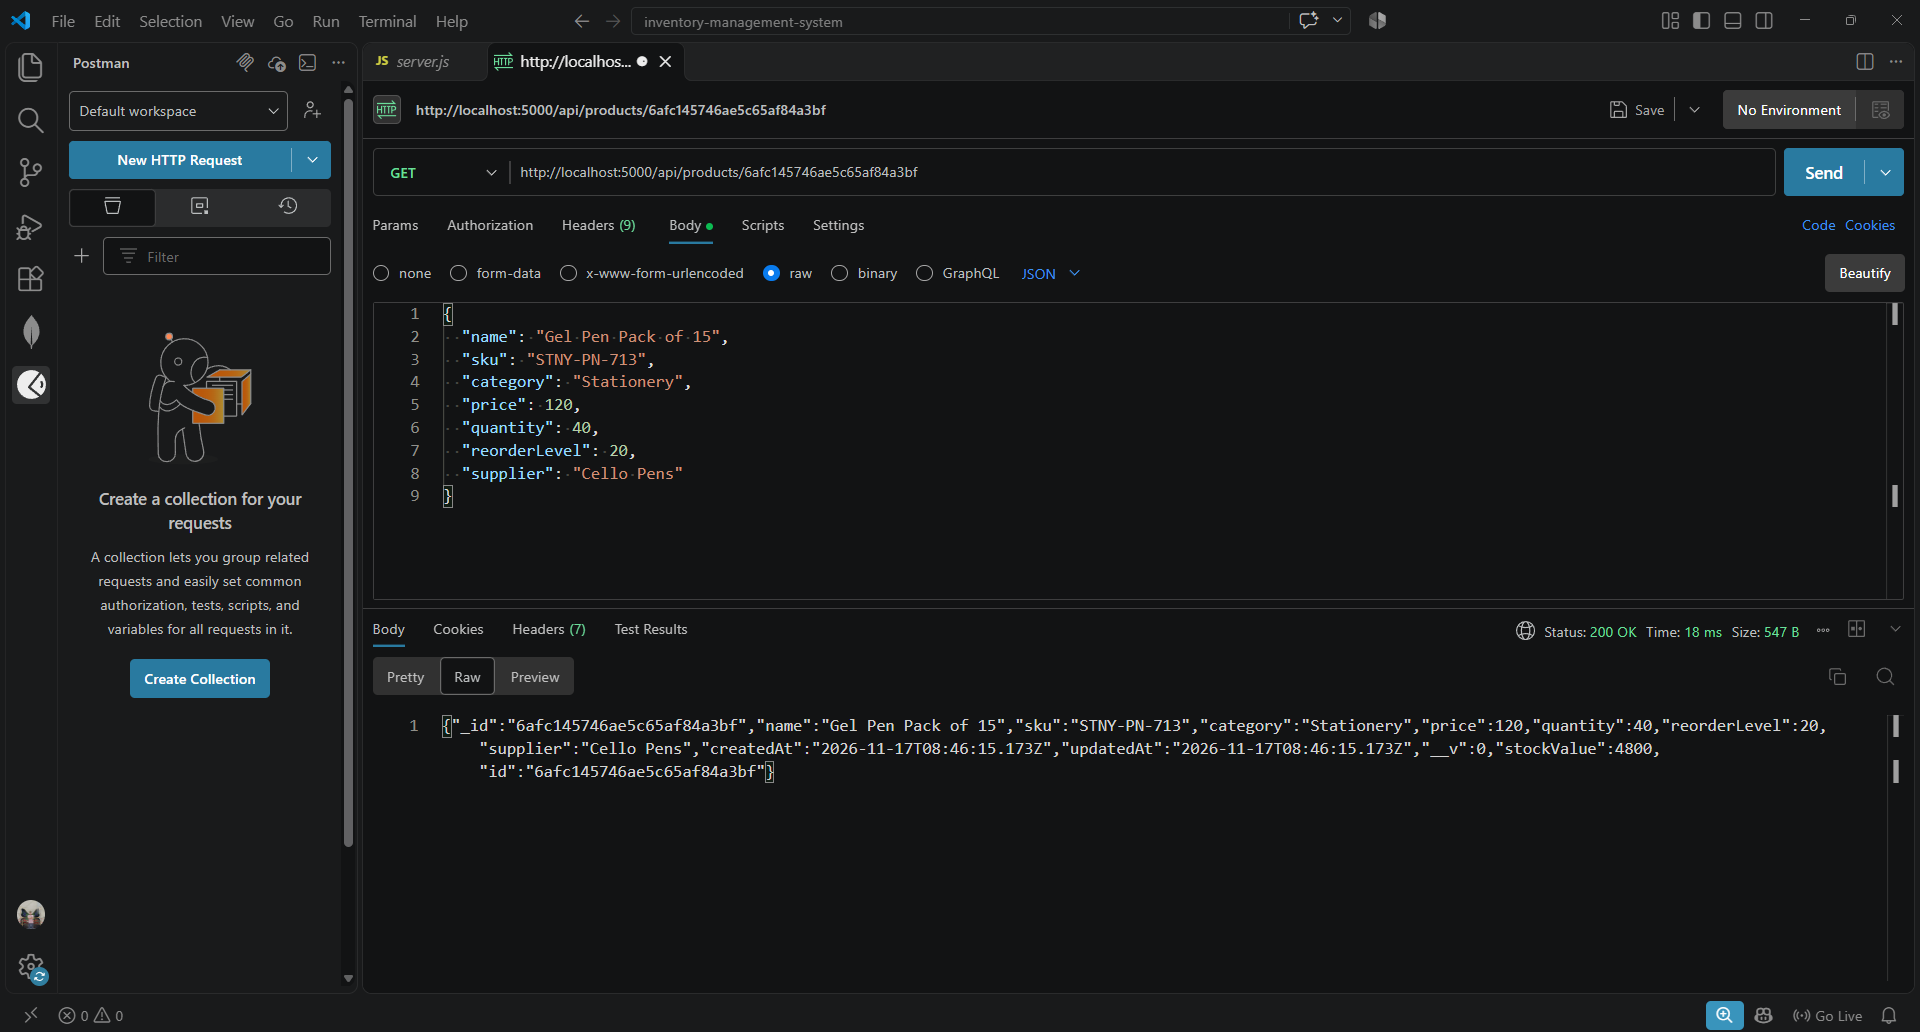 File Edit Selection View Go Run Terminal Help
inventory-management-system
Postman
JS server.js
HTTP http://localhos...
Default workspace
HTTP http://localhost:5000/api/products/6afc145746ae5c65af84a3bf
Save
No Environment
New HTTP Request
GET
http://localhost:5000/api/products/6afc145746ae5c65af84a3bf
Send
Params Authorization Headers (9) Body Scripts Settings
Code Cookies
Filter
none form-data x-www-form-urlencoded raw binary GraphQL JSON
Beautify
1 {
2 "name": "Gel Pen Pack of 15",
3 "sku": "STNY-PN-713",
4 "category": "Stationery",
5 "price": 120,
6 "quantity": 40,
7 "reorderLevel": 20,
8 "supplier": "Cello Pens"
9 }
Create a collection for your
requests
A collection lets you group related
requests and easily set common
authorization, tests, scripts, and
variables for all requests in it.
Create Collection
Body Cookies Headers (7) Test Results
Status: 200 OK Time: 18 ms Size: 547 B
Pretty Raw Preview
1 {"_id":"6afc145746ae5c65af84a3bf","name":"Gel Pen Pack of 15","sku":"STNY-PN-713","category":"Stationery","price":120,"quantity":40,"reorderLevel":20,
"supplier":"Cello Pens","createdAt":"2026-11-17T08:46:15.173Z","updatedAt":"2026-11-17T08:46:15.173Z","__v":0,"stockValue":4800,
"id":"6afc145746ae5c65af84a3bf"}
0 0
Go Live